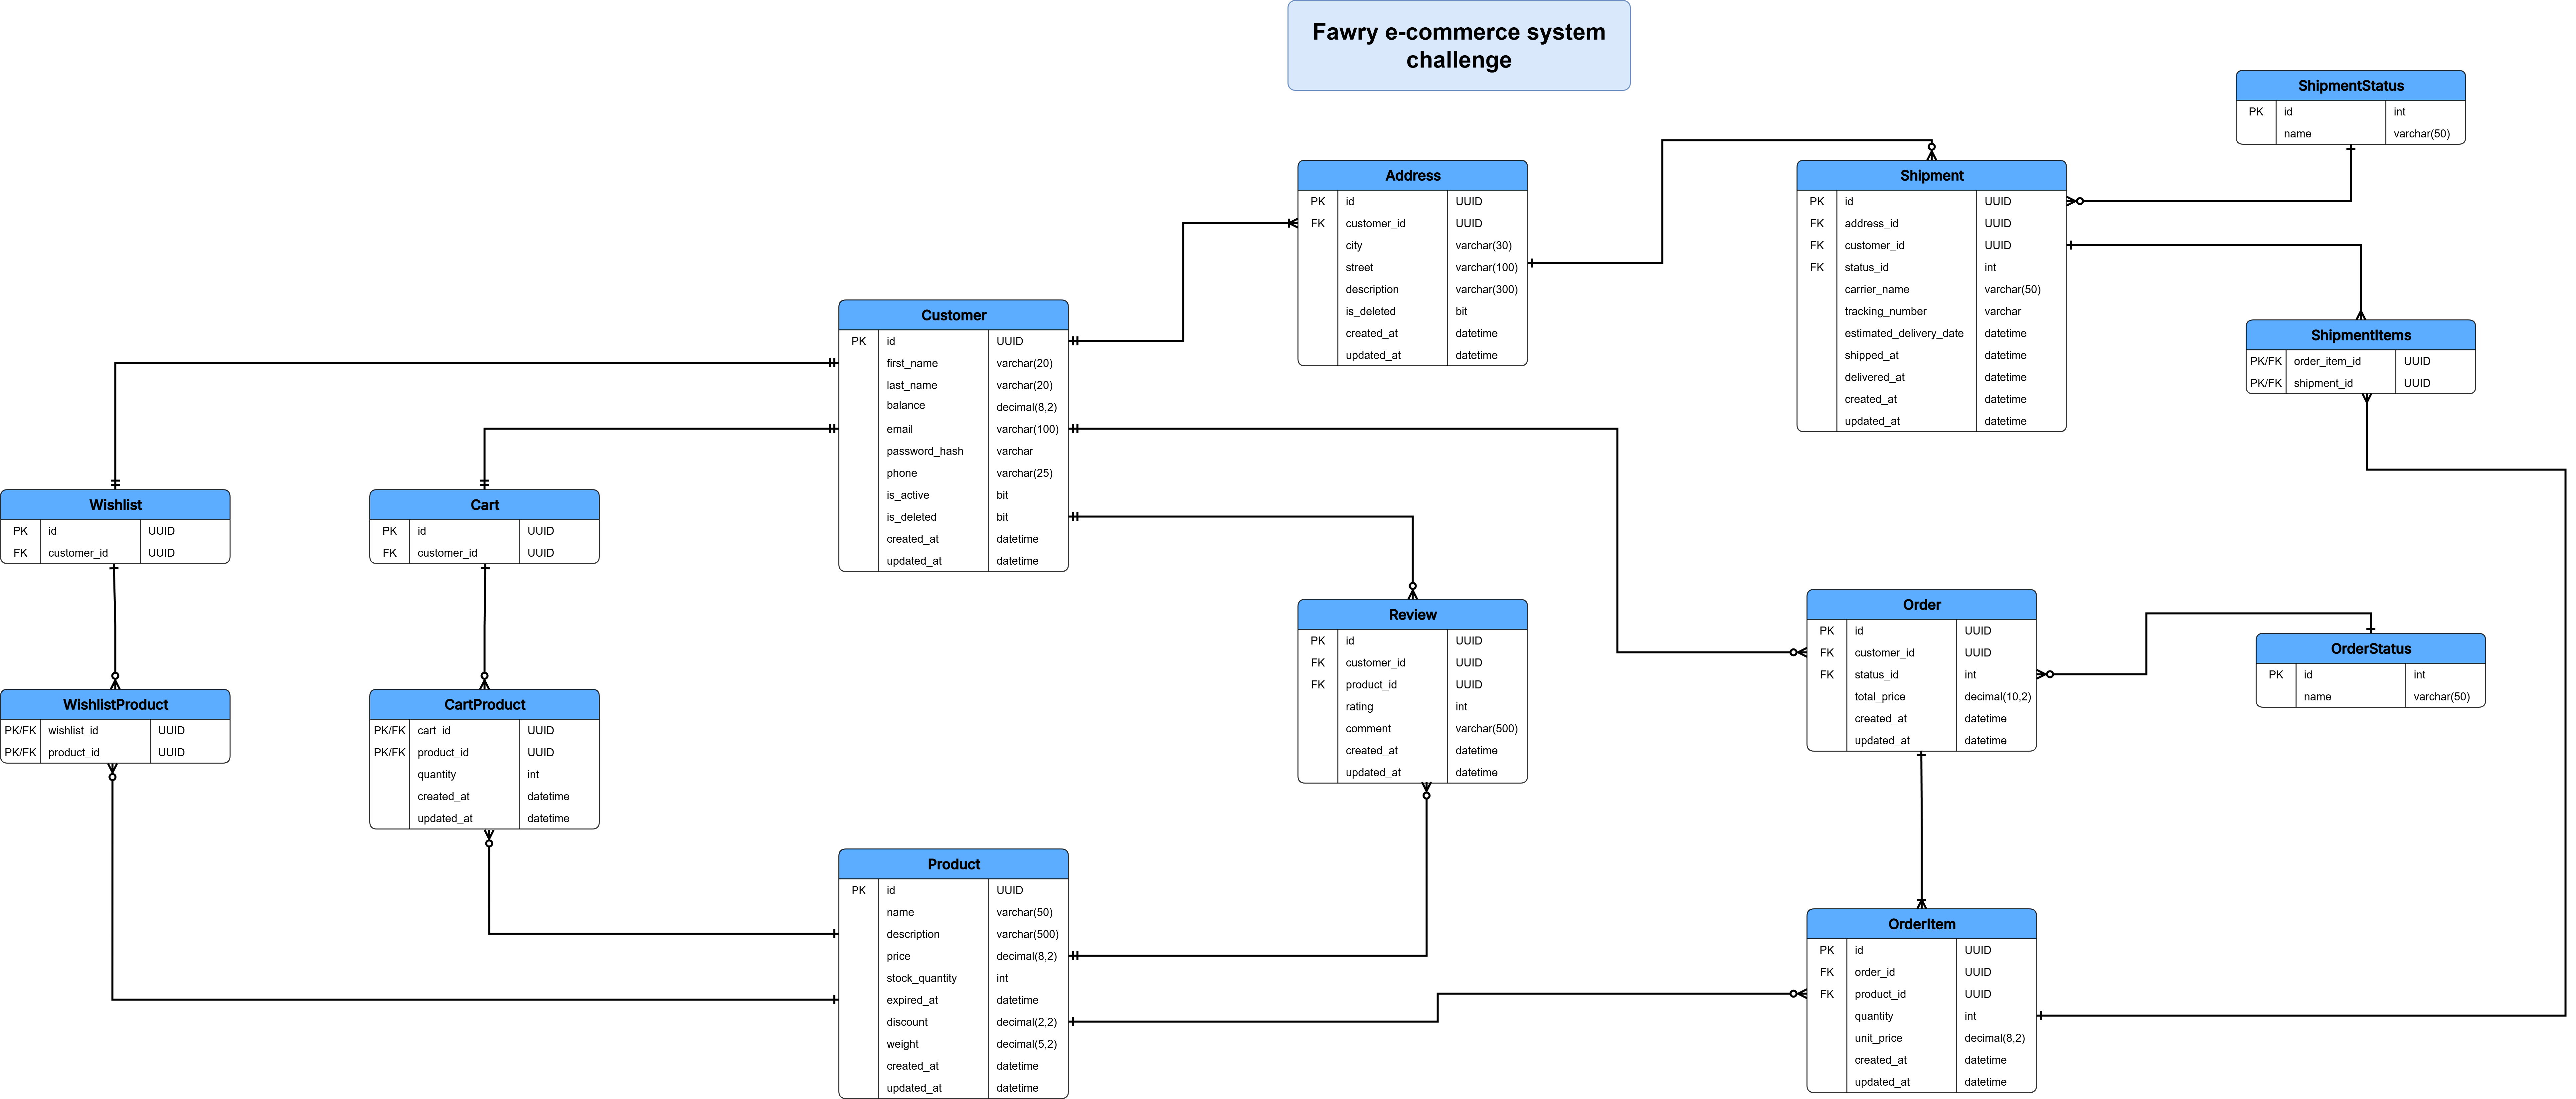 Fawry e-commerce system
challenge
ShipmentStatus
PK id int
name varchar(50)
Address
PK id UUID
FK customer_id UUID
city varchar(30)
street varchar(100)
description varchar(300)
is_deleted bit
created_at datetime
updated_at datetime
Shipment
PK id UUID
FK address_id UUID
FK customer_id UUID
FK status_id int
carrier_name varchar(50)
tracking_number varchar
estimated_delivery_date datetime
shipped_at datetime
delivered_at datetime
created_at datetime
updated_at datetime
Customer
PK id UUID
first_name varchar(20)
last_name varchar(20)
balance decimal(8,2)
email varchar(100)
password_hash varchar
phone varchar(25)
is_active bit
is_deleted bit
created_at datetime
updated_at datetime
ShipmentItems
PK/FK order_item_id UUID
PK/FK shipment_id UUID
Wishlist
PK id UUID
FK customer_id UUID
Cart
PK id UUID
FK customer_id UUID
Review
PK id UUID
FK customer_id UUID
FK product_id UUID
rating int
comment varchar(500)
created_at datetime
updated_at datetime
Order
PK id UUID
FK customer_id UUID
FK status_id int
total_price decimal(10,2)
created_at datetime
updated_at datetime
OrderStatus
PK id int
name varchar(50)
WishlistProduct
PK/FK wishlist_id UUID
PK/FK product_id UUID
CartProduct
PK/FK cart_id UUID
PK/FK product_id UUID
quantity int
created_at datetime
updated_at datetime
Product
PK id UUID
name varchar(50)
description varchar(500)
price decimal(8,2)
stock_quantity int
expired_at datetime
discount decimal(2,2)
weight decimal(5,2)
created_at datetime
updated_at datetime
OrderItem
PK id UUID
FK order_id UUID
FK product_id UUID
quantity int
unit_price decimal(8,2)
created_at datetime
updated_at datetime